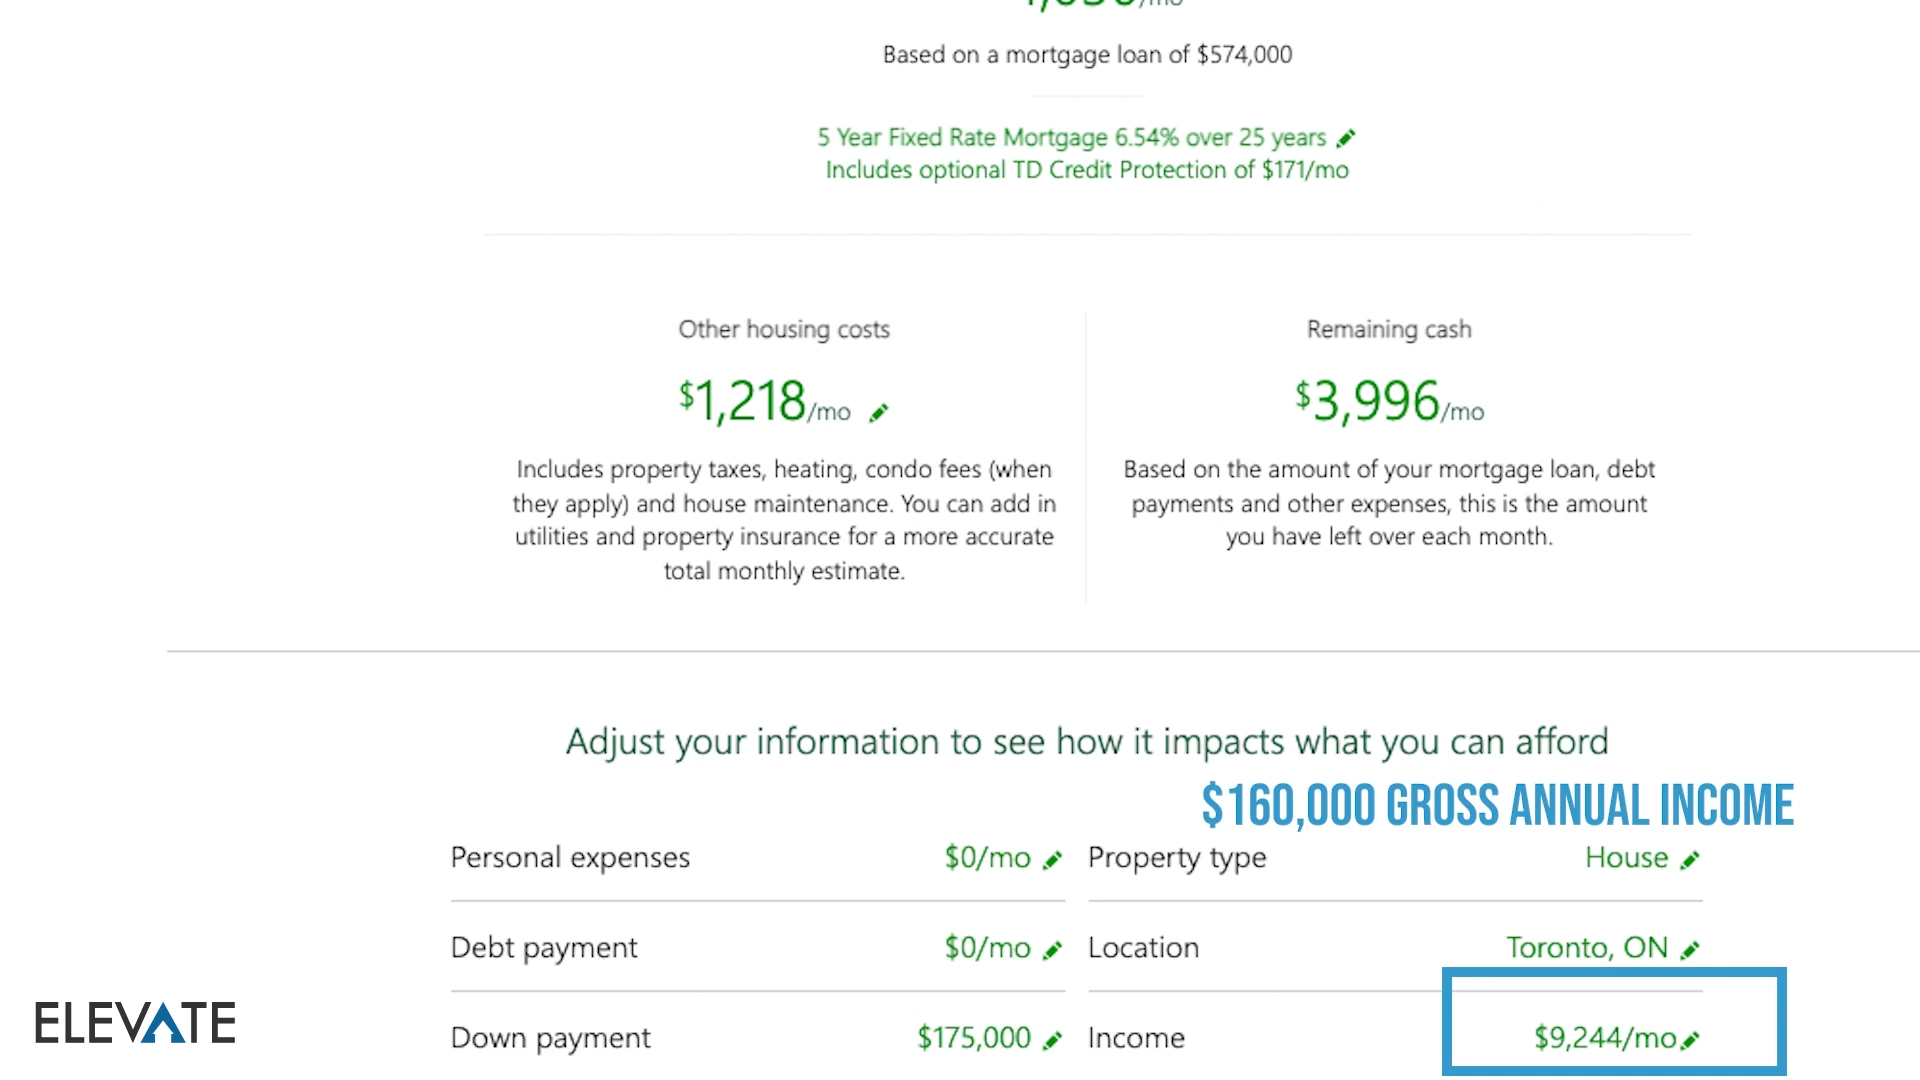 Based on a mortgage loan of $574,000
5 Year Fixed Rate Mortgage 6.54% over 25 years
Includes optional TD Credit Protection of $171/mo
Other housing costs
$1,218/mo
Includes property taxes, heating, condo fees (when
they apply) and house maintenance. You can add in
utilities and property insurance for a more accurate
total monthly estimate.
Remaining cash
$3,996/mo
Based on the amount of your mortgage loan, debt
payments and other expenses, this is the amount
you have left over each month.
Adjust your information to see how it impacts what you can afford
$160,000 GROSS ANNUAL INCOME
Personal expenses $0/mo
Property type House
Debt payment $0/mo
Location Toronto, ON
Down payment $175,000
Income $9,244/mo
ELEVATE